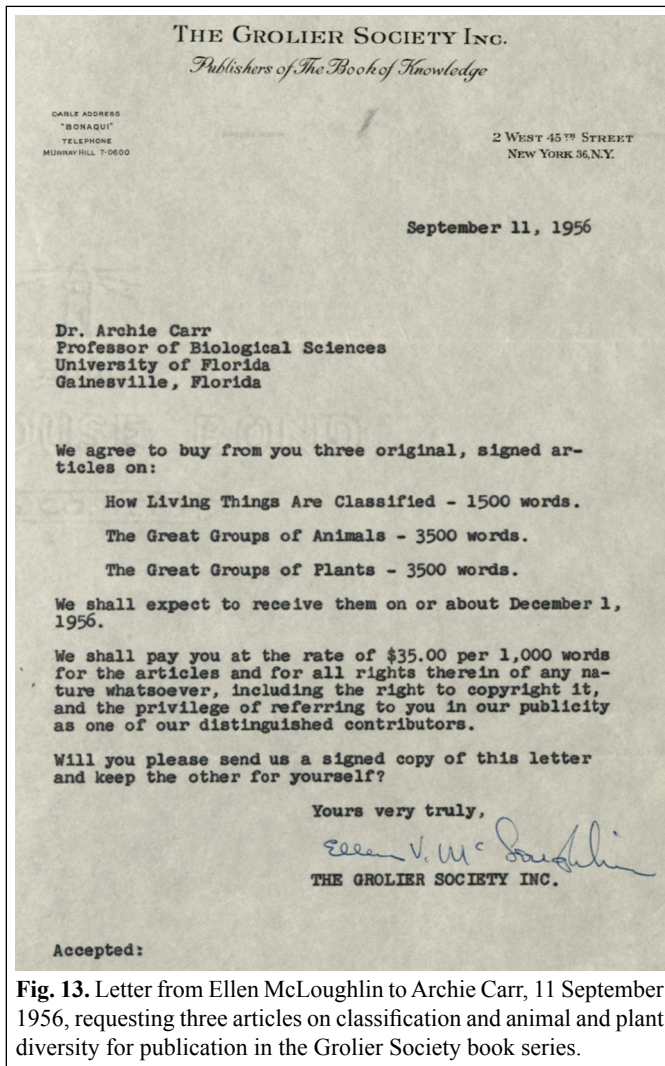 THE GROLIER SOCIETY INC.
Publishers of The Book of Knowledge
CABLE ADDRESS
"BONAQUI"
TELEPHONE
MURRAY HILL 7-0600
2 WEST 45TH STREET
NEW YORK 36, N.Y.
September 11, 1956
Dr. Archie Carr
Professor of Biological Sciences
University of Florida
Gainesville, Florida
We agree to buy from you three original, signed ar-
ticles on:
How Living Things Are Classified - 1500 words.
The Great Groups of Animals - 3500 words.
The Great Groups of Plants - 3500 words.
We shall expect to receive them on or about December 1,
1956.
We shall pay you at the rate of $35.00 per 1,000 words
for the articles and for all rights therein of any na-
ture whatsoever, including the right to copyright it,
and the privilege of referring to you in our publicity
as one of our distinguished contributors.
Will you please send us a signed copy of this letter
and keep the other for yourself?
Yours very truly,
Ellen V. McLoughlin
THE GROLIER SOCIETY INC.
Accepted:
Fig. 13. Letter from Ellen McLoughlin to Archie Carr, 11 September
1956, requesting three articles on classification and animal and plant
diversity for publication in the Grolier Society book series.